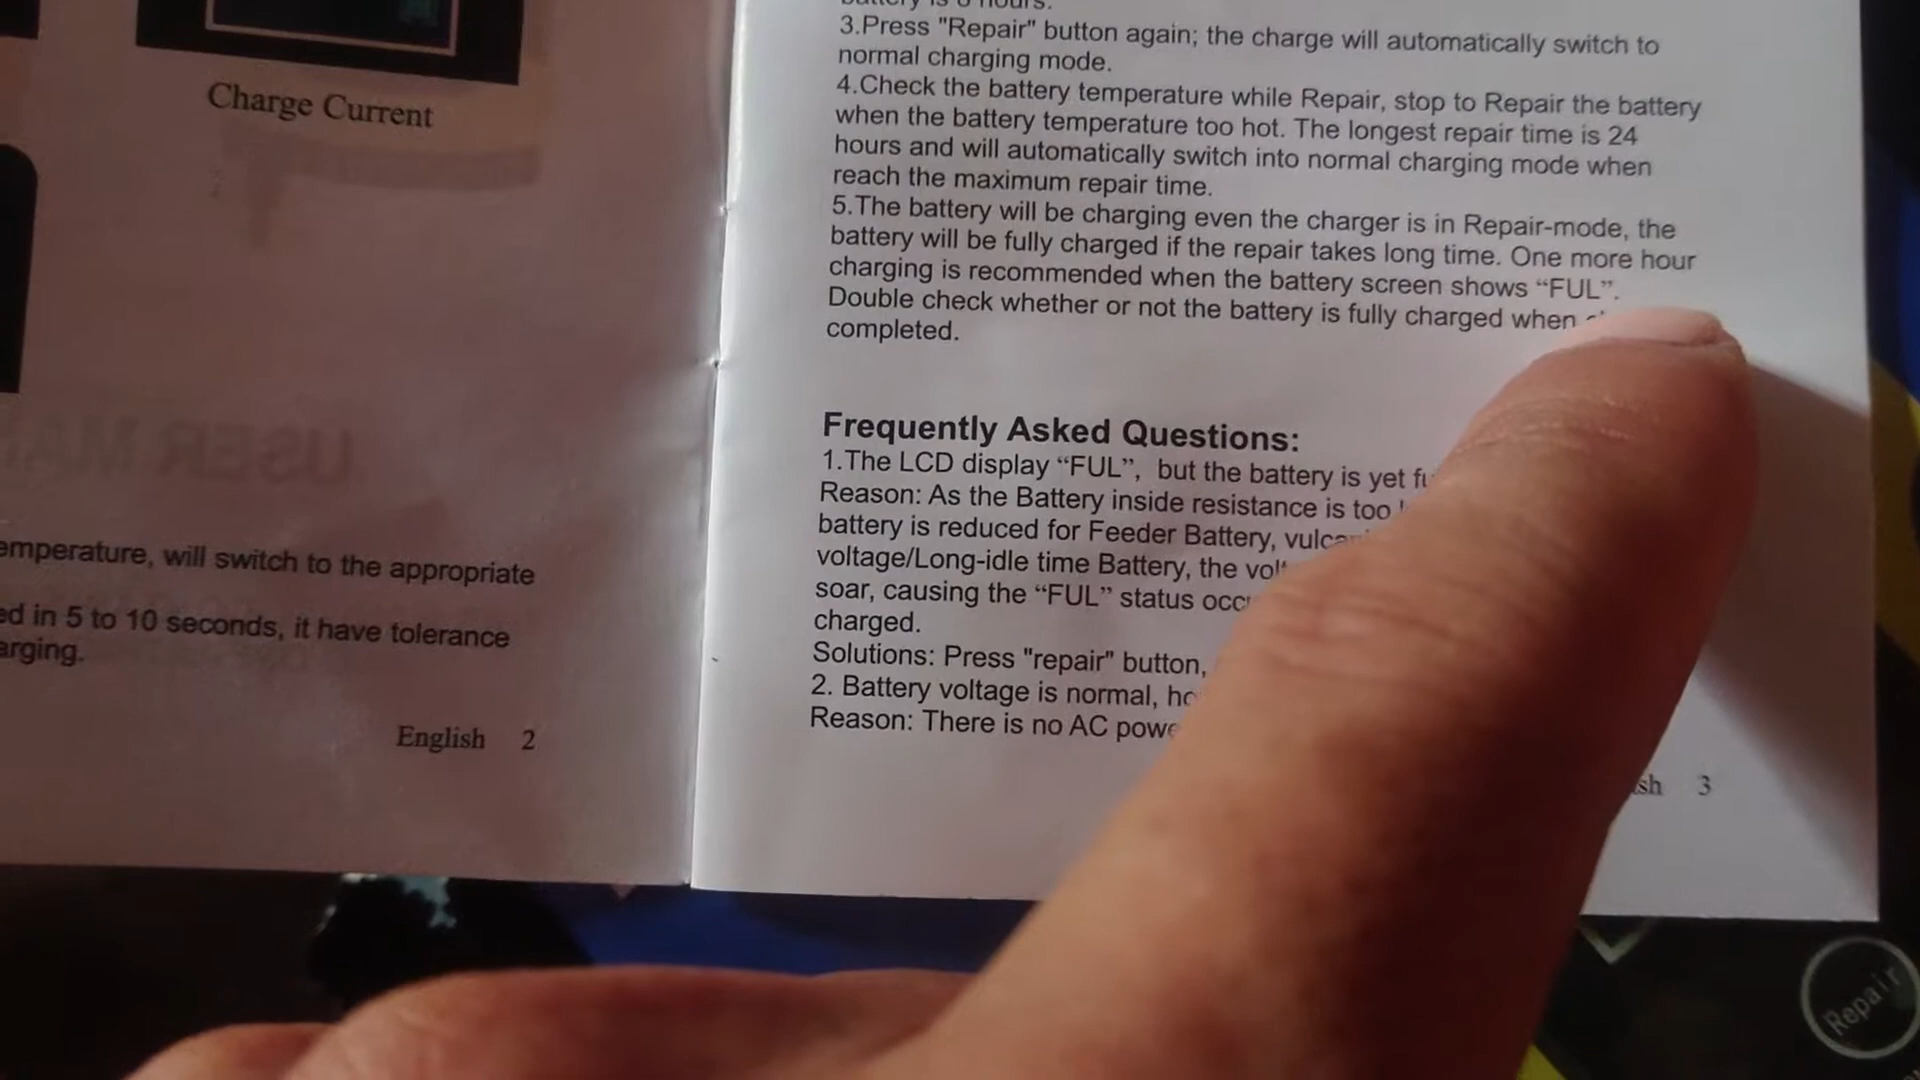 Charge Current
USER MA
emperature, will switch to the appropriate
ed in 5 to 10 seconds, it have tolerance
arging.
English 2
3.Press "Repair" button again; the charge will automatically switch to
normal charging mode.
4.Check the battery temperature while Repair, stop to Repair the battery
when the battery temperature too hot. The longest repair time is 24
hours and will automatically switch into normal charging mode when
reach the maximum repair time.
5.The battery will be charging even the charger is in Repair-mode, the
battery will be fully charged if the repair takes long time. One more hour
charging is recommended when the battery screen shows “FUL”.
Double check whether or not the battery is fully charged when
completed.
Frequently Asked Questions:
1.The LCD display “FUL”, but the battery is yet
Reason: As the Battery inside resistance is too
battery is reduced for Feeder Battery,
voltage/Long-idle time Battery, the
soar, causing the “FUL” status
charged.
Solutions: Press "repair" button,
2. Battery voltage is normal,
Reason: There is no AC
3
Repair